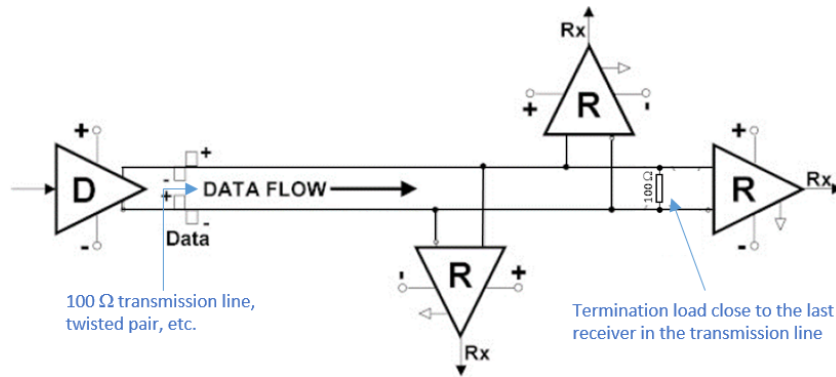 Rx
+
R
-
+
D
-
+
-
+
-
Data
DATA FLOW
100 Ω
+
R
-
Rx
-
R
+
Rx
100 Ω transmission line,
twisted pair, etc.
Termination load close to the last
receiver in the transmission line